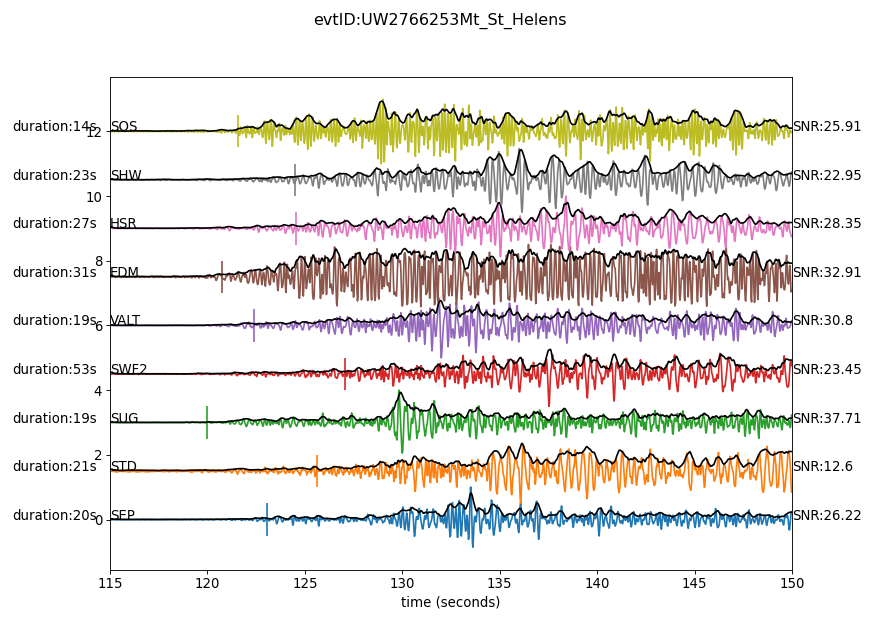 evtID:UW2766253Mt_St_Helens
duration:14s SOS SNR:25.91
12
duration:23s SHW SNR:22.95
10
duration:27s HSR SNR:28.35
8
duration:31s EDM SNR:32.91
duration:19s VALT SNR:30.8
6
duration:53s SWF2 SNR:23.45
4
duration:19s SUG SNR:37.71
duration:21s STD SNR:12.6
2
duration:20s SEP SNR:26.22
0
115 120 125 130 135 140 145 150
time (seconds)